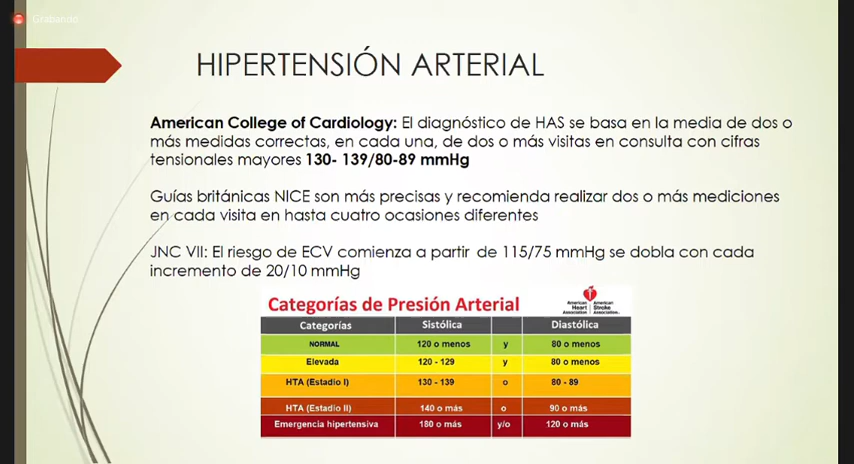 Grabando
HIPERTENSIÓN ARTERIAL
American College of Cardiology: El diagnóstico de HAS se basa en la media de dos o
más medidas correctas, en cada una, de dos o más visitas en consulta con cifras
tensionales mayores 130- 139/80-89 mmHg
Guías británicas NICE son más precisas y recomienda realizar dos o más mediciones
en cada visita en hasta cuatro ocasiones diferentes
JNC VII: El riesgo de ECV comienza a partir de 115/75 mmHg se dobla con cada
incremento de 20/10 mmHg
Categorías de Presión Arterial
American Heart Association
American Stroke Association
Categorías Sistólica Diastólica
NORMAL 120 o menos y 80 o menos
Elevada 120 - 129 y 80 o menos
HTA (Estadio I) 130 - 139 o 80 - 89
HTA (Estadio II) 140 o más o 90 o más
Emergencia hipertensiva 180 o más y/o 120 o más